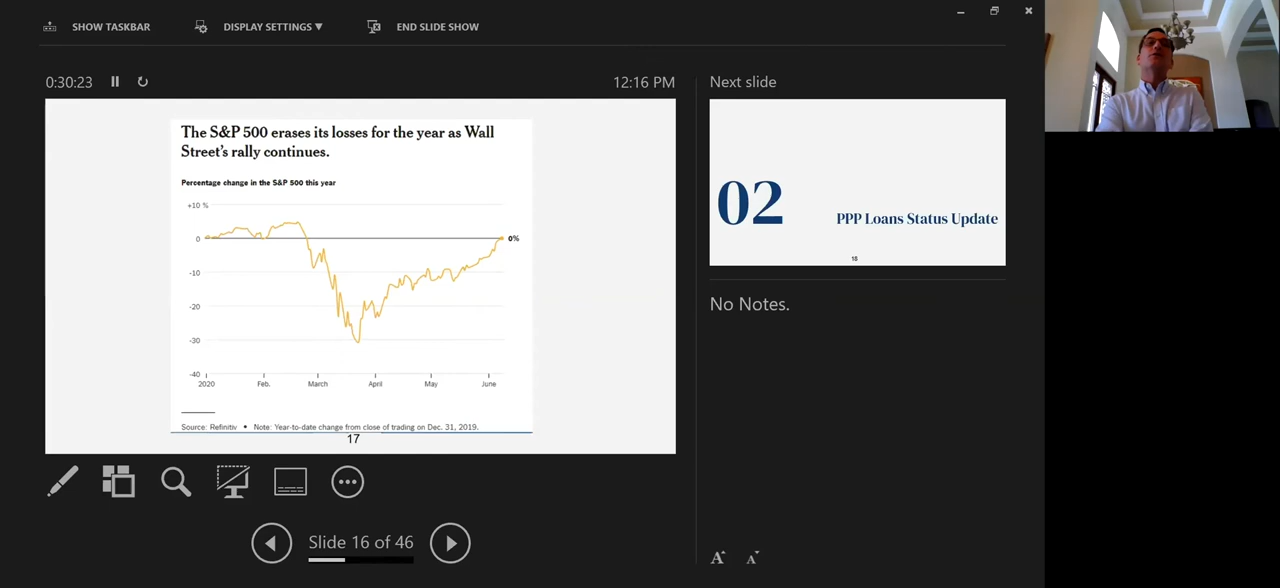 SHOW TASKBAR
DISPLAY SETTINGS ▼
END SLIDE SHOW
0:30:23
12:16 PM
Next slide
The S&P 500 erases its losses for the year as Wall
Street's rally continues.
Percentage change in the S&P 500 this year
+10 %
0
0%
-10
-20
-30
-40
2020
Feb.
March
April
May
June
Source: Refinitiv • Note: Year-to-date change from close of trading on Dec. 31, 2019.
17
02
PPP Loans Status Update
18
No Notes.
Slide 16 of 46
A A